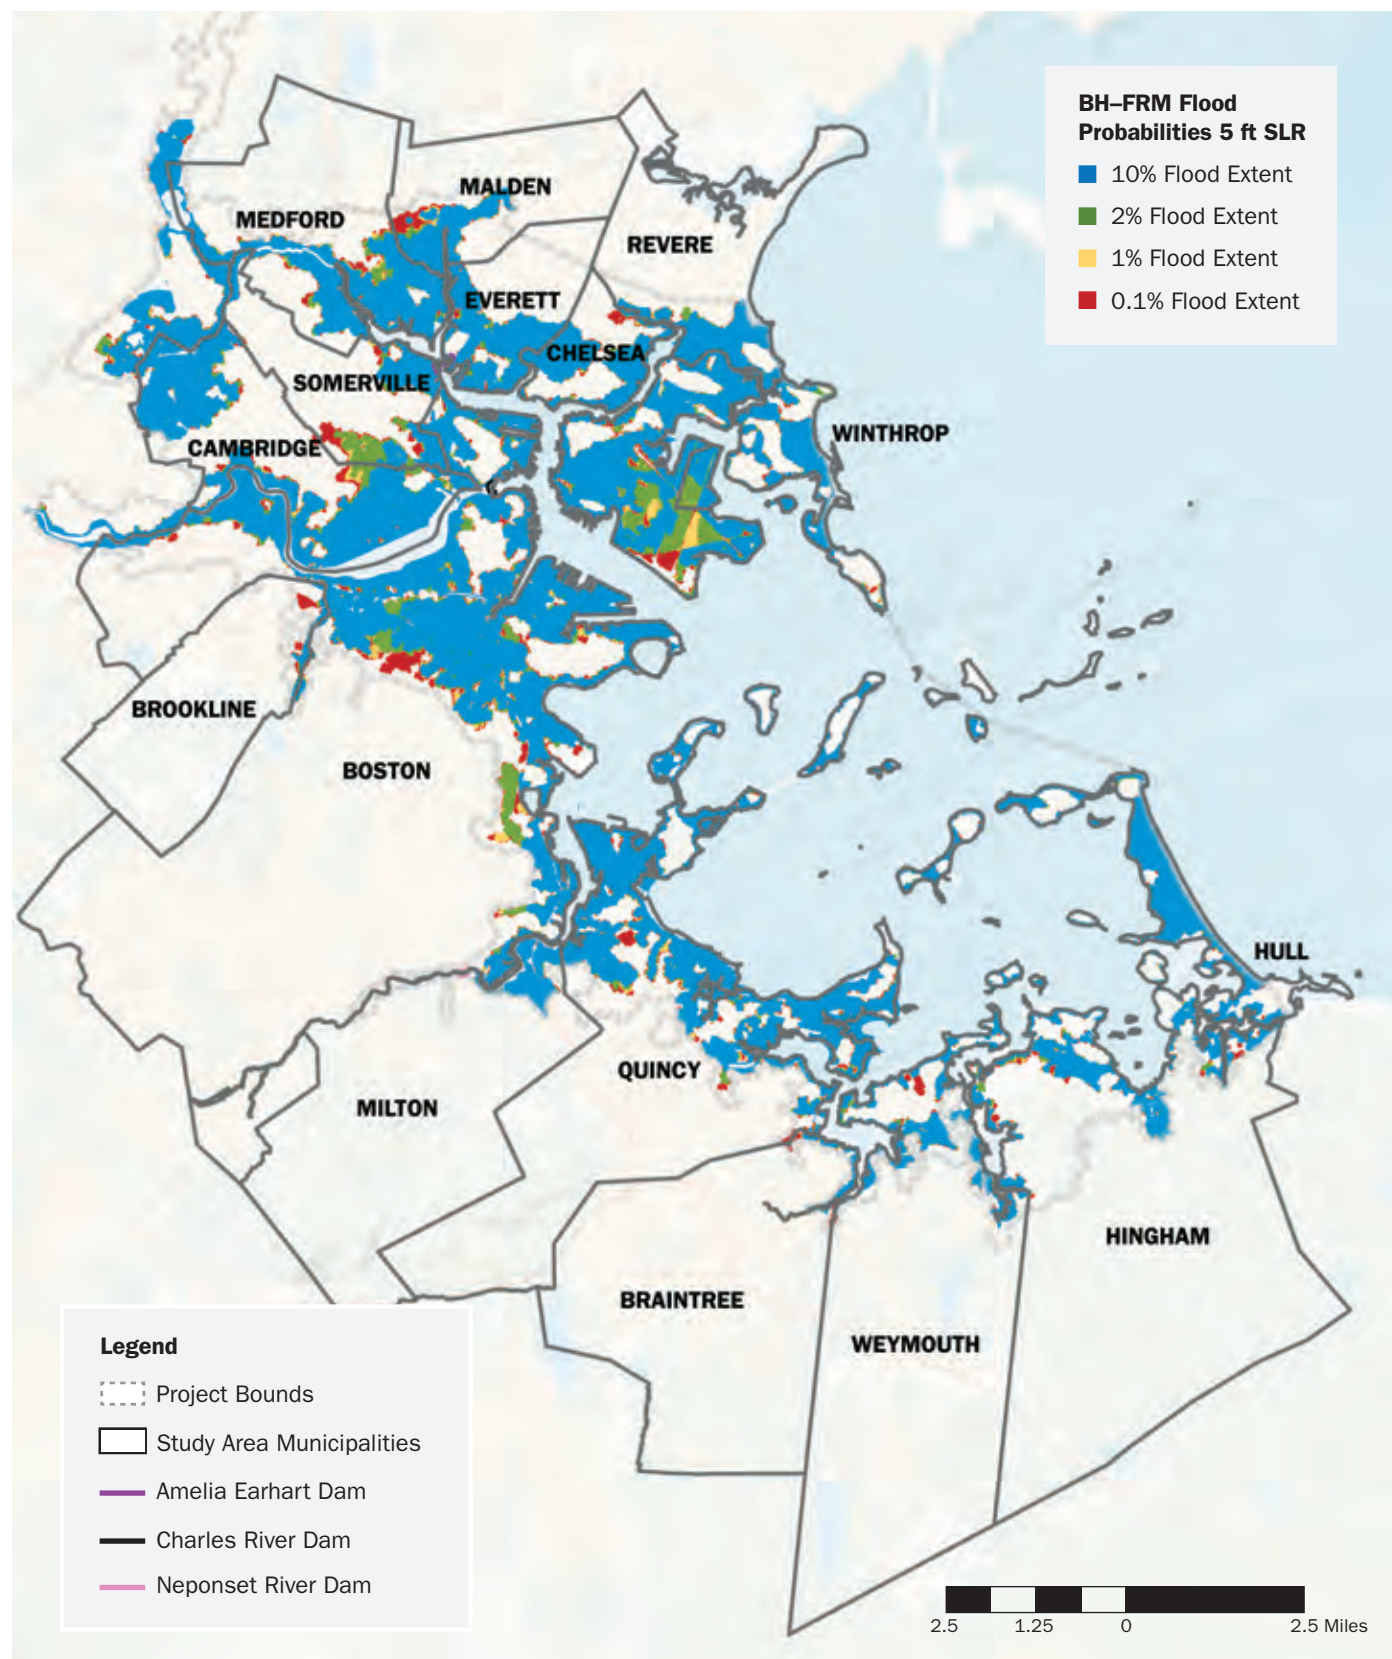 BH–FRM Flood
Probabilities 5 ft SLR
10% Flood Extent
2% Flood Extent
1% Flood Extent
0.1% Flood Extent
MALDEN
MEDFORD
REVERE
EVERETT
CHELSEA
SOMERVILLE
WINTHROP
CAMBRIDGE
BROOKLINE
BOSTON
HULL
QUINCY
MILTON
HINGHAM
BRAINTREE
WEYMOUTH
Legend
Project Bounds
Study Area Municipalities
Amelia Earhart Dam
Charles River Dam
Neponset River Dam
2.5 1.25 0 2.5 Miles